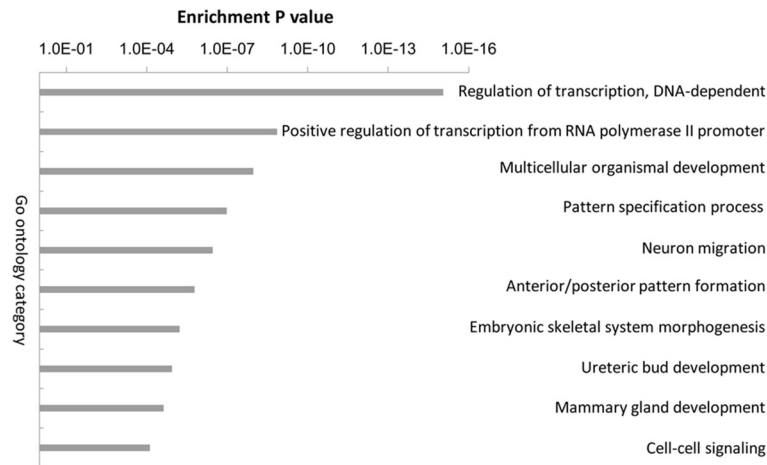 Enrichment P value
1.0E-01 1.0E-04 1.0E-07 1.0E-10 1.0E-13 1.0E-16
Go ontology category
Regulation of transcription, DNA-dependent
Positive regulation of transcription from RNA polymerase II promoter
Multicellular organismal development
Pattern specification process
Neuron migration
Anterior/posterior pattern formation
Embryonic skeletal system morphogenesis
Ureteric bud development
Mammary gland development
Cell-cell signaling